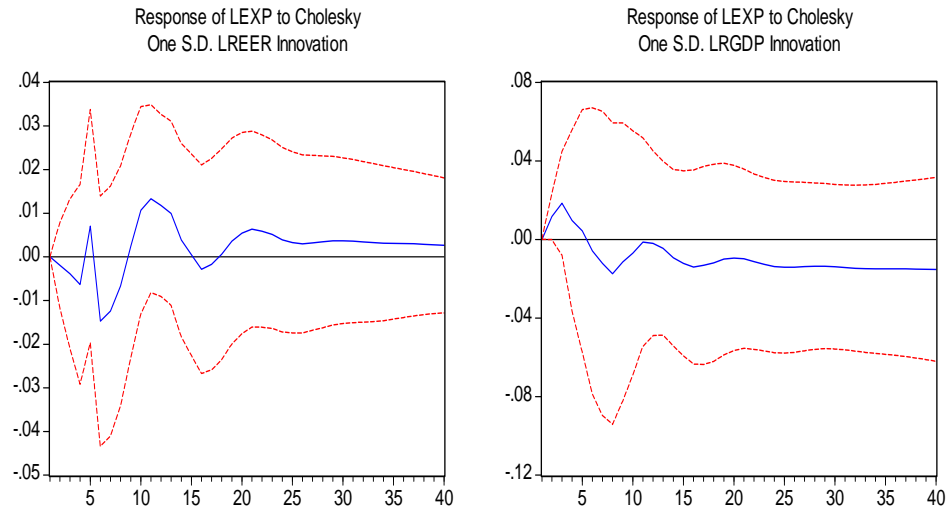 Response of LEXP to Cholesky
One S.D. LREER Innovation
.04
.03
.02
.01
.00
-.01
-.02
-.03
-.04
-.05
5 10 15 20 25 30 35 40
Response of LEXP to Cholesky
One S.D. LRGDP Innovation
.08
.04
.00
-.04
-.08
-.12
5 10 15 20 25 30 35 40